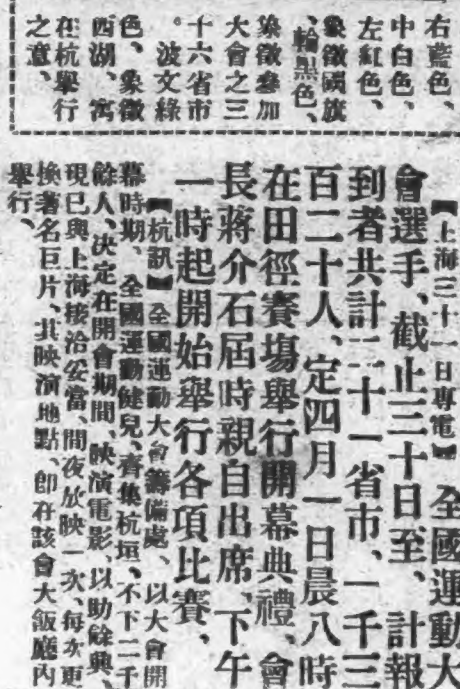 右藍色、
中白色、
左紅色、
象徵國旗
、輪黑色、
象徵參加
大會之三
十六省市
。波文綠
色、象徵
西湖、寓
在杭舉行
之意、
【上海三十一日專電】全國運動大
會選手、截止三十日至、計報
到者共計二十一省市、一千三
百二十人、定四月一日晨八時
在田徑賽場舉行開幕典禮、會
長蔣介石屆時親自出席、下午
一時起開始舉行各項比賽、
【杭訊】全國運動大會籌備處、以大會開
幕時期、全國運動健兒、齊集杭垣、不下二千
餘人、決定在開會期間、映演電影、以助餘興、
現已與上海接洽妥當、間夜放映一次、每次更
換著名巨片、其映演地點、即在該會大飯廳內
舉行、